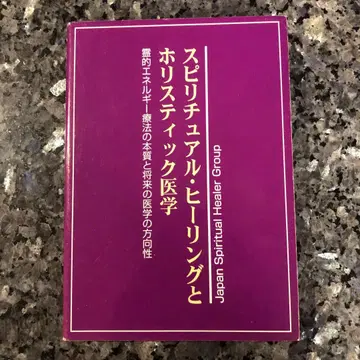 スピリチュアル・ヒーリングと
ホリスティック医学
霊的エネルギー療法の本質と将来の医学の方向性
Japan Spiritual Healer Group